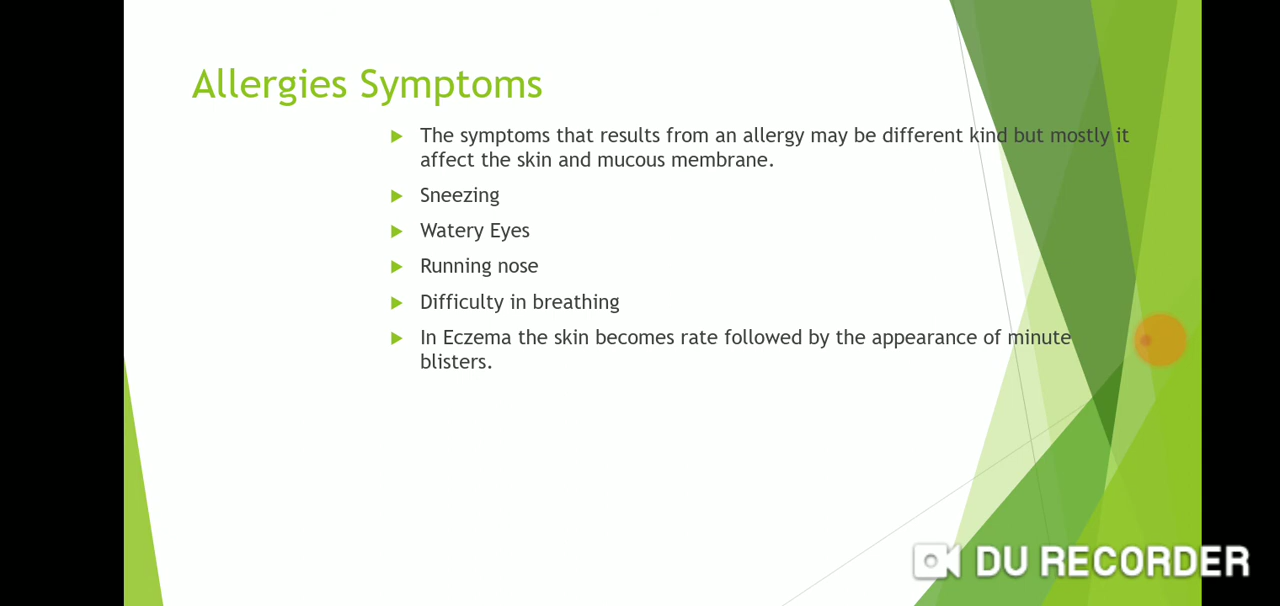 Allergies Symptoms
The symptoms that results from an allergy may be different kind but mostly it
affect the skin and mucous membrane.
Sneezing
Watery Eyes
Running nose
Difficulty in breathing
In Eczema the skin becomes rate followed by the appearance of minute
blisters.
DU RECORDER